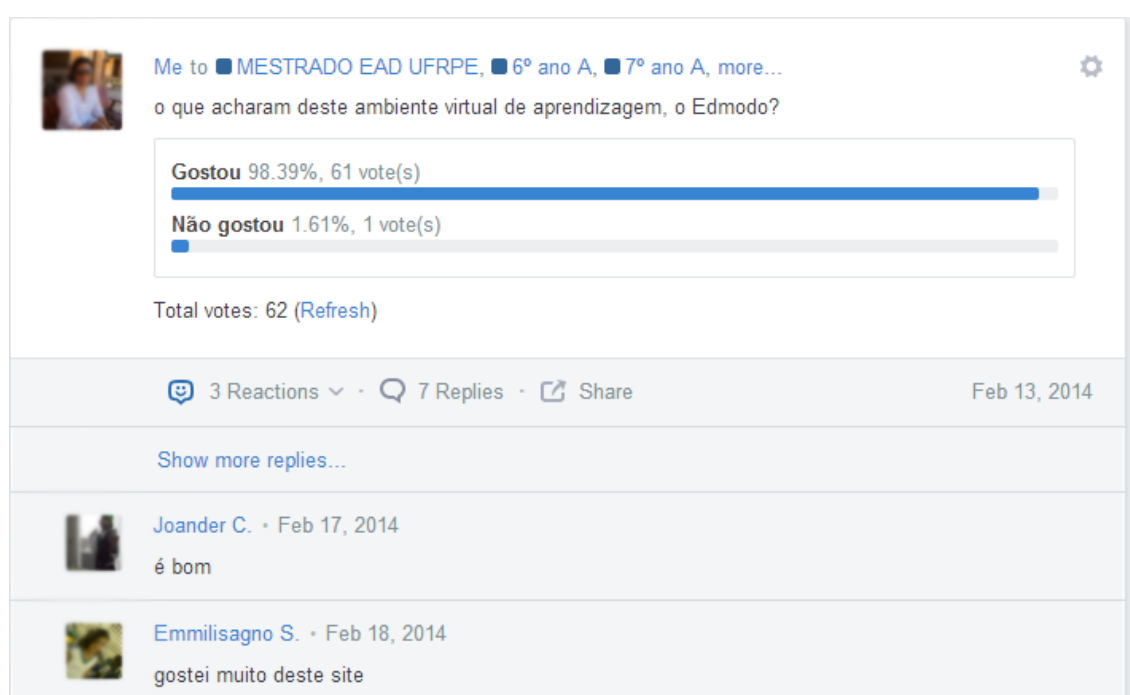 Me to MESTRADO EAD UFRPE, 6º ano A, 7º ano A, more...
o que acharam deste ambiente virtual de aprendizagem, o Edmodo?
Gostou 98.39%, 61 vote(s)
Não gostou 1.61%, 1 vote(s)
Total votes: 62 (Refresh)
3 Reactions · 7 Replies · Share Feb 13, 2014
Show more replies...
Joander C. • Feb 17, 2014
é bom
Emmilisagno S. • Feb 18, 2014
gostei muito deste site